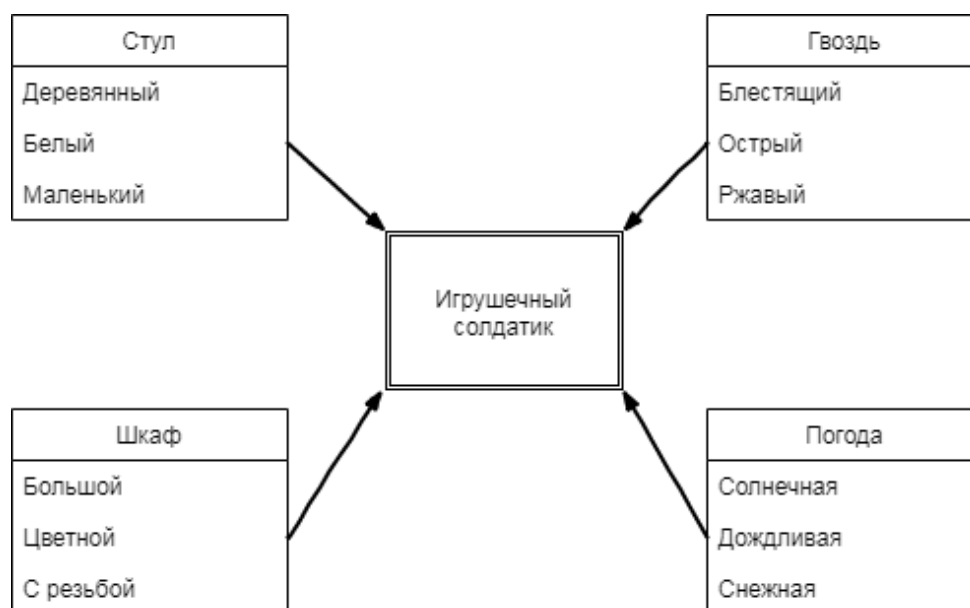 Стул
Деревянный
Белый
Маленький
Гвоздь
Блестящий
Острый
Ржавый
Игрушечный
солдатик
Шкаф
Большой
Цветной
С резьбой
Погода
Солнечная
Дождливая
Снежная